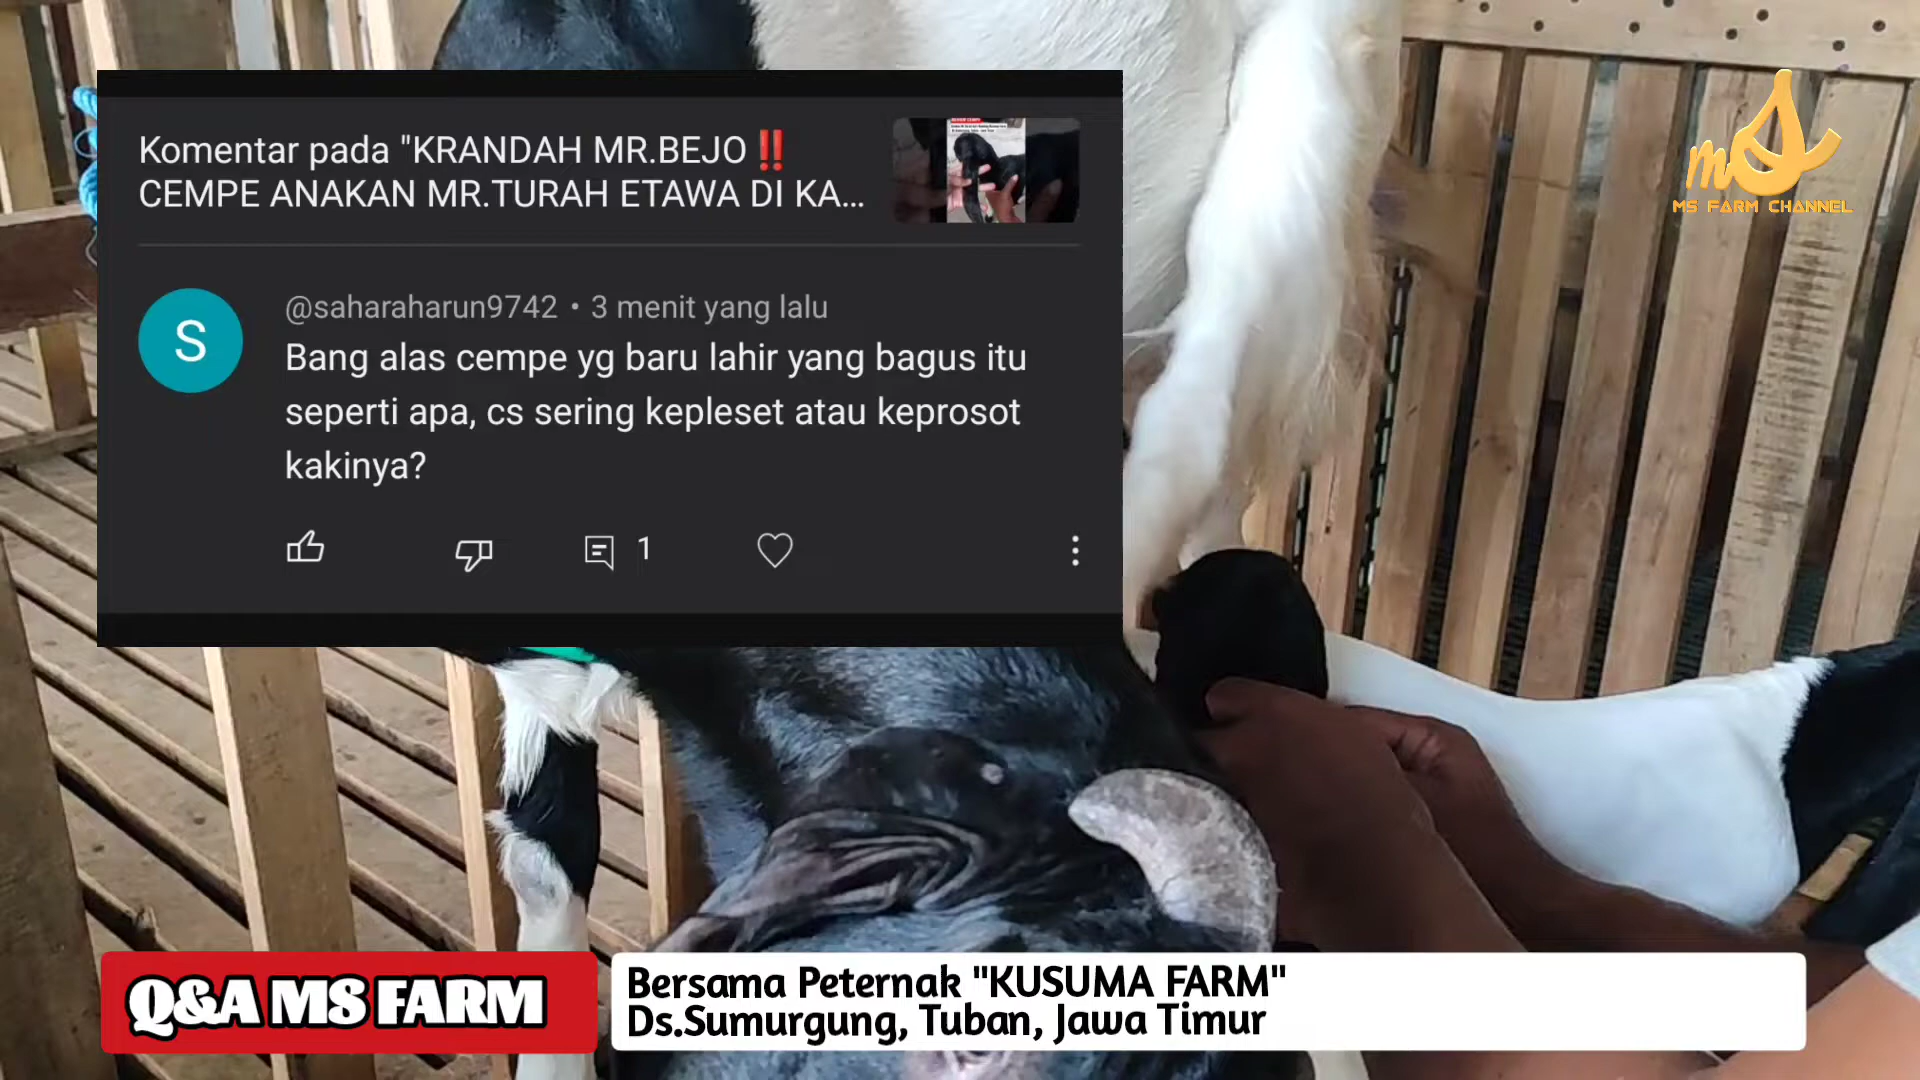 Komentar pada "KRANDAH MR.BEJO‼️
CEMPE ANAKAN MR.TURAH ETAWA DI KA...
@saharaharun9742 • 3 menit yang lalu
S
Bang alas cempe yg baru lahir yang bagus itu
seperti apa, cs sering kepleset atau keprosot
kakinya?
1
mS
MS FARM CHANNEL
Q&A MS FARM
Bersama Peternak "KUSUMA FARM"
Ds.Sumurgung, Tuban, Jawa Timur